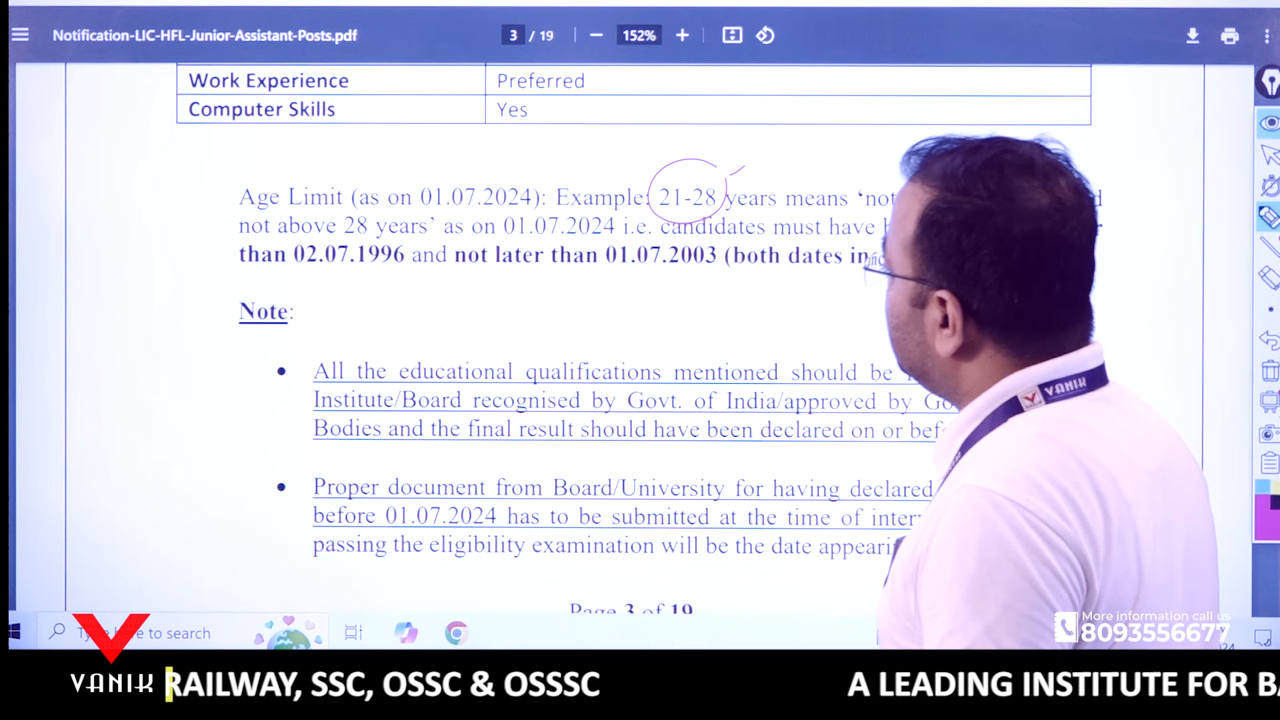 Notification-LIC-HFL-Junior-Assistant-Posts.pdf
3 / 19
152%
Work Experience Preferred
Computer Skills Yes
Age Limit (as on 01.07.2024): Example: 21-28 years means ‘not
not above 28 years’ as on 01.07.2024 i.e. candidates must have
than 02.07.1996 and not later than 01.07.2003 (both dates
Note:
All the educational qualifications mentioned should be
Institute/Board recognised by Govt. of India/approved by
Bodies and the final result should have been declared on or
Proper document from Board/University for having declared
before 01.07.2024 has to be submitted at the time of
passing the eligibility examination will be the date
Page 3 of 19
to search
VANIK
More information call us
8093556677
VANIK
RAILWAY, SSC, OSSC & OSSSC
A LEADING INSTITUTE FOR